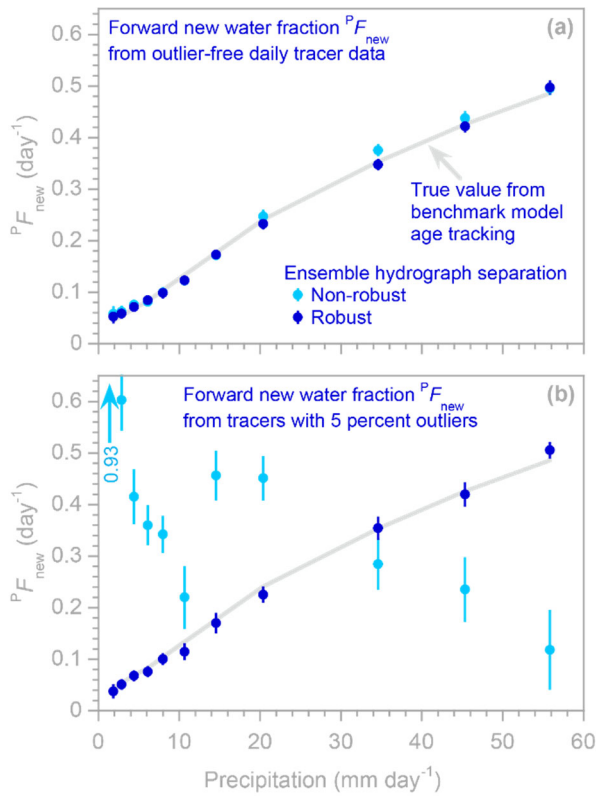 0.6
0.5
0.4
0.3
0.2
0.1
0
ᴾF_new (day⁻¹)
Forward new water fraction ᴾF_new
from outlier-free daily tracer data
(a)
True value from
benchmark model
age tracking
Ensemble hydrograph separation
Non-robust
Robust
0.6
0.5
0.4
0.3
0.2
0.1
0
ᴾF_new (day⁻¹)
0.93
Forward new water fraction ᴾF_new
from tracers with 5 percent outliers
(b)
0 10 20 30 40 50 60
Precipitation (mm day⁻¹)